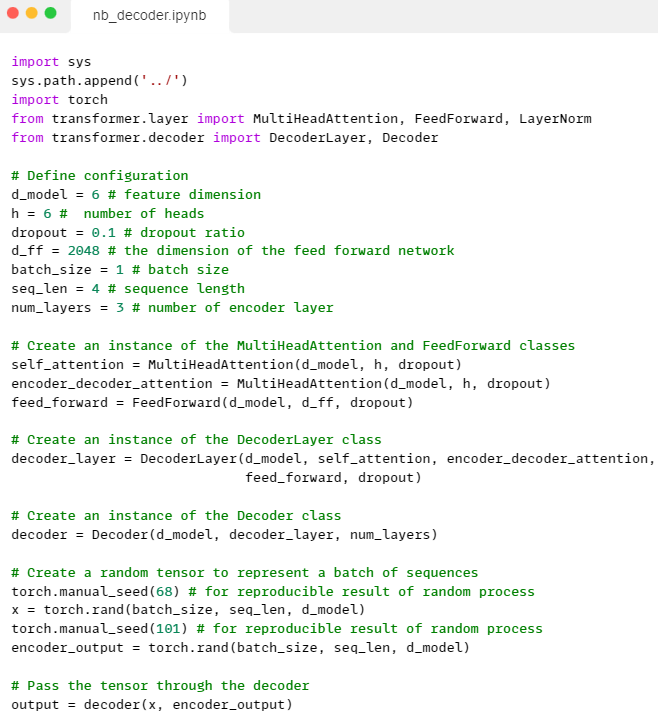 nb_decoder.ipynb
import sys
sys.path.append('../')
import torch
from transformer.layer import MultiHeadAttention, FeedForward, LayerNorm
from transformer.decoder import DecoderLayer, Decoder
# Define configuration
d_model = 6 # feature dimension
h = 6 #  number of heads
dropout = 0.1 # dropout ratio
d_ff = 2048 # the dimension of the feed forward network
batch_size = 1 # batch size
seq_len = 4 # sequence length
num_layers = 3 # number of encoder layer
# Create an instance of the MultiHeadAttention and FeedForward classes
self_attention = MultiHeadAttention(d_model, h, dropout)
encoder_decoder_attention = MultiHeadAttention(d_model, h, dropout)
feed_forward = FeedForward(d_model, d_ff, dropout)
# Create an instance of the DecoderLayer class
decoder_layer = DecoderLayer(d_model, self_attention, encoder_decoder_attention,
                             feed_forward, dropout)
# Create an instance of the Decoder class
decoder = Decoder(d_model, decoder_layer, num_layers)
# Create a random tensor to represent a batch of sequences
torch.manual_seed(68) # for reproducible result of random process
x = torch.rand(batch_size, seq_len, d_model)
torch.manual_seed(101) # for reproducible result of random process
encoder_output = torch.rand(batch_size, seq_len, d_model)
# Pass the tensor through the decoder
output = decoder(x, encoder_output)